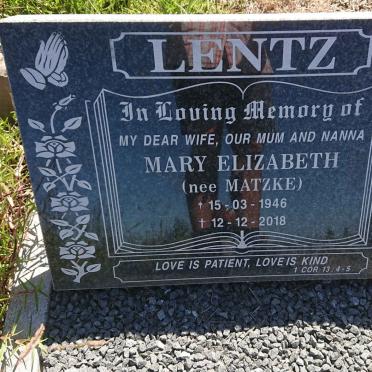 LENTZ
In Loving Memory of
MY DEAR WIFE, OUR MUM AND NANNA
MARY ELIZABETH
(nee MATZKE)
* 15-03-1946
† 12-12-2018
LOVE IS PATIENT, LOVE IS KIND
1 COR 13:4-5